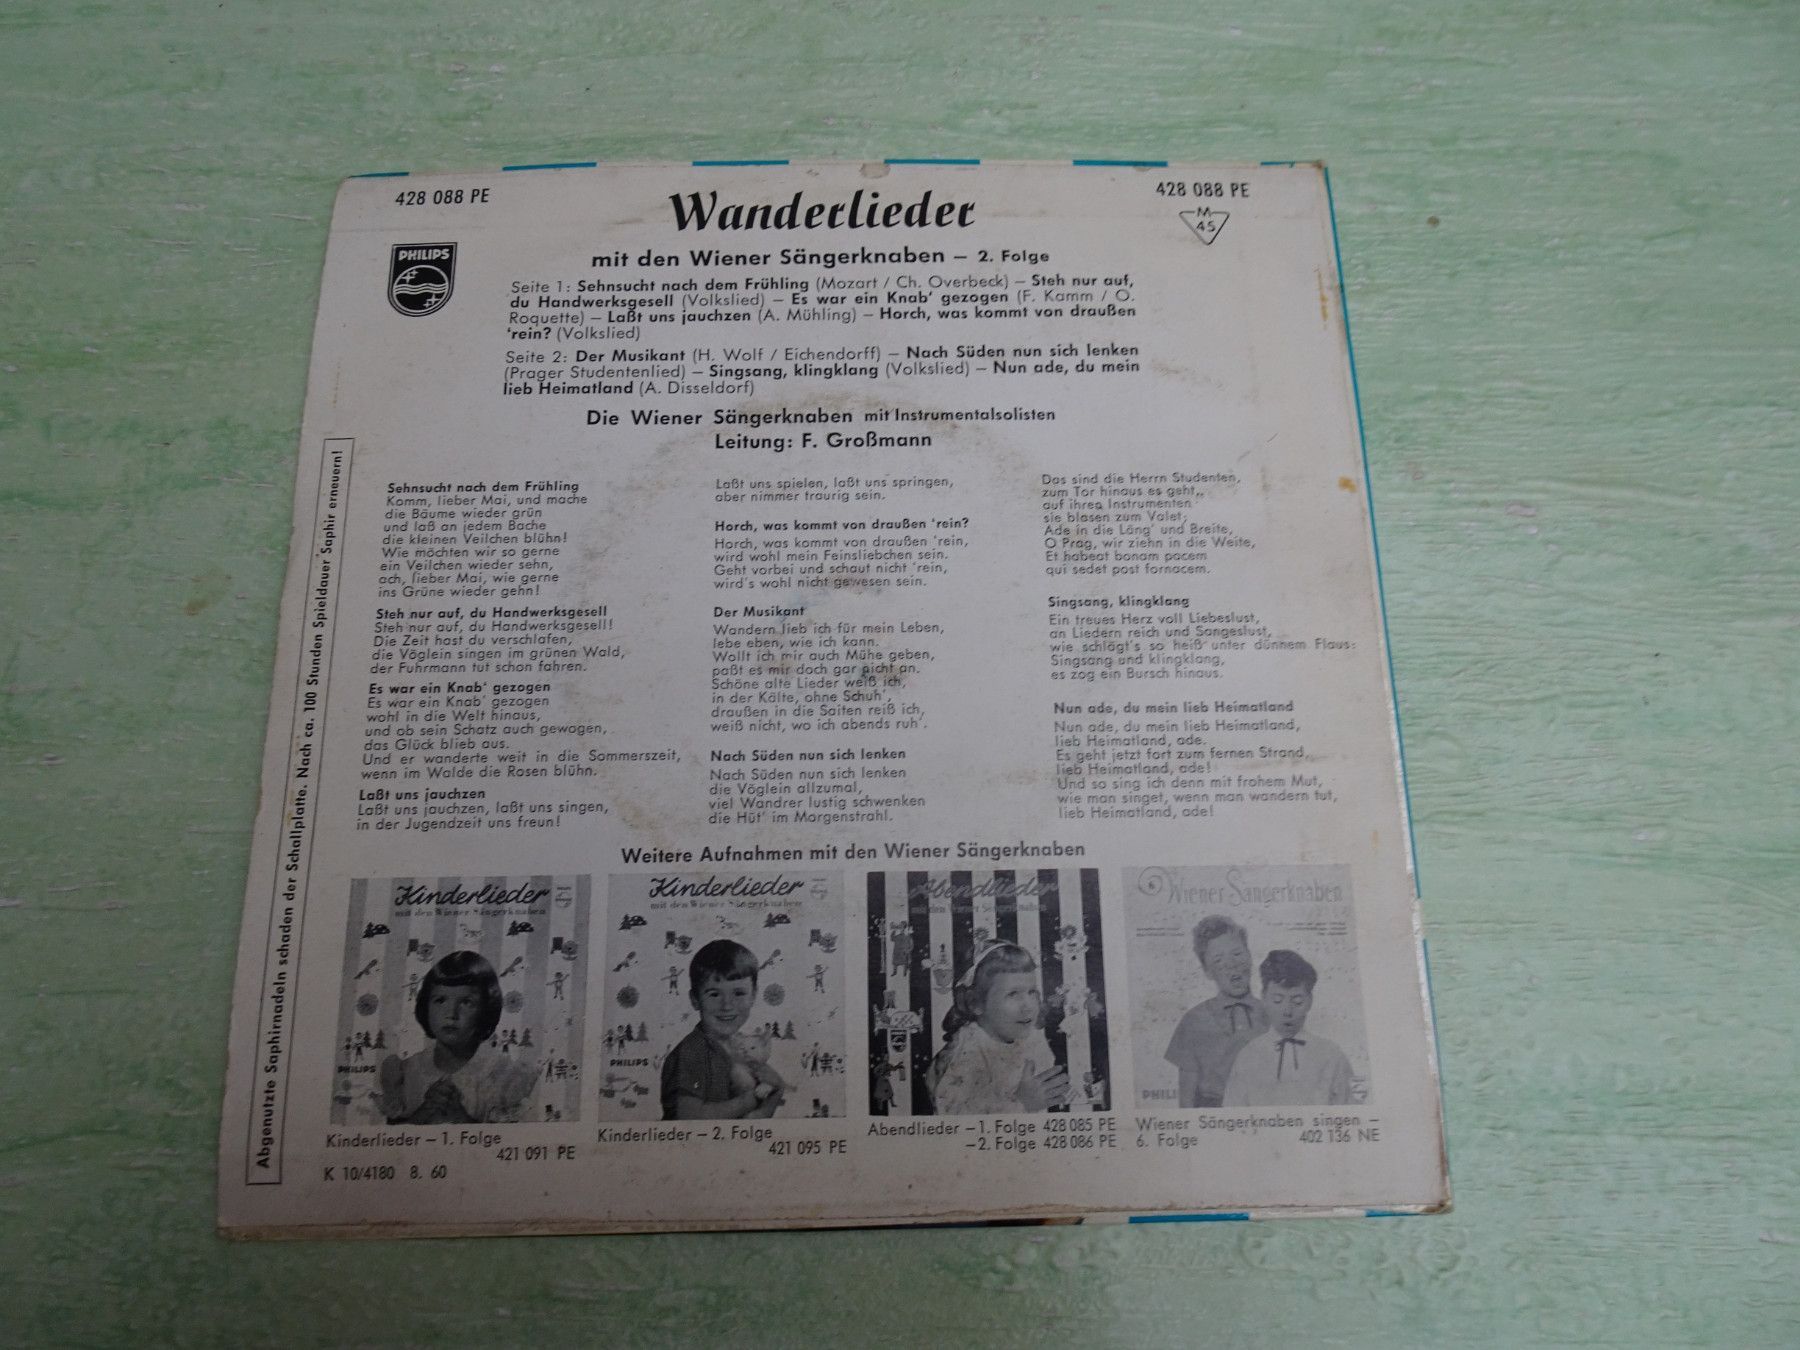 428 088 PE
Wanderlieder
428 088 PE
M
45
PHILIPS
mit den Wiener Sängerknaben – 2. Folge
Seite 1: Sehnsucht nach dem Frühling (Mozart / Ch. Overbeck) – Steh nur auf,
du Handwerksgesell (Volkslied) – Es war ein Knab' gezogen (F. Kamm / O.
Roquette) – Laßt uns jauchzen (A. Mühling) – Horch, was kommt von draußen
'rein? (Volkslied)
Seite 2: Der Musikant (H. Wolf / Eichendorff) – Nach Süden nun sich lenken
(Prager Studentenlied) – Singsang, klingklang (Volkslied) – Nun ade, du mein
lieb Heimatland (A. Disseldorf)
Die Wiener Sängerknaben mit Instrumentalsolisten
Leitung: F. Großmann
Abgenutzte Saphirnadeln schaden der Schallplatte. Nach ca. 100 Stunden Spieldauer Saphir erneuern!
Sehnsucht nach dem Frühling
Komm, lieber Mai, und mache
die Bäume wieder grün
und laß an jedem Bache
die kleinen Veilchen blühn!
Wie möchten wir so gerne
ein Veilchen wieder sehn,
ach, lieber Mai, wie gerne
ins Grüne wieder gehn!
Steh nur auf, du Handwerksgesell
Steh nur auf, du Handwerksgesell!
Die Zeit hast du verschlafen,
die Vöglein singen im grünen Wald,
der Fuhrmann tut schon fahren.
Es war ein Knab' gezogen
Es war ein Knab' gezogen
wohl in die Welt hinaus,
und ob sein Schatz auch gewogen,
das Glück blieb aus.
Und er wanderte weit in die Sommerszeit,
wenn im Walde die Rosen blühn.
Laßt uns jauchzen
Laßt uns jauchzen, laßt uns singen,
in der Jugendzeit uns freun!
Laßt uns spielen, laßt uns springen,
aber nimmer traurig sein.
Horch, was kommt von draußen 'rein?
Horch, was kommt von draußen 'rein,
wird wohl mein Feinsliebchen sein.
Geht vorbei und schaut nicht 'rein,
wird's wohl nicht gewesen sein.
Der Musikant
Wandern lieb ich für mein Leben,
lebe eben, wie ich kann.
Wollt ich mir auch Mühe geben,
paßt es mir doch gar nicht an.
Schöne alte Lieder weiß ich,
in der Kälte, ohne Schuh',
draußen in die Saiten reiß ich,
weiß nicht, wo ich abends ruh'.
Nach Süden nun sich lenken
Nach Süden nun sich lenken
die Vöglein allzumal,
viel Wandrer lustig schwenken
die Hüt' im Morgenstrahl.
Das sind die Herrn Studenten,
zum Tor hinaus es geht,
auf ihren Instrumenten
sie blasen zum Valet;
Ade in die Läng' und Breite,
O Prag, wir ziehn in die Weite,
Et habeat bonam pacem
qui sedet post fornacem.
Singsang, klingklang
Ein treues Herz voll Liebeslust,
an Liedern reich und Sangeslust,
wie schlägt's so heiß unter dünnem Flaus:
Singsang und klingklang,
es zog ein Bursch hinaus.
Nun ade, du mein lieb Heimatland
Nun ade, du mein lieb Heimatland,
lieb Heimatland, ade.
Es geht jetzt fort zum fernen Strand,
lieb Heimatland, ade!
Und so sing ich denn mit frohem Mut,
wie man singet, wenn man wandern tut,
lieb Heimatland, ade!
Weitere Aufnahmen mit den Wiener Sängerknaben
Kinderlieder
mit den Wiener Sängerknaben
PHILIPS
Kinderlieder
mit den Wiener Sängerknaben
PHILIPS
Abendlieder
mit den Wiener Sängerknaben
Wiener Sängerknaben
PHILI
Kinderlieder – 1. Folge
421 091 PE
Kinderlieder – 2. Folge
421 095 PE
Abendlieder – 1. Folge 428 085 PE
– 2. Folge 428 086 PE
Wiener Sängerknaben singen –
6. Folge 402 136 NE
K 10/4180 8. 60